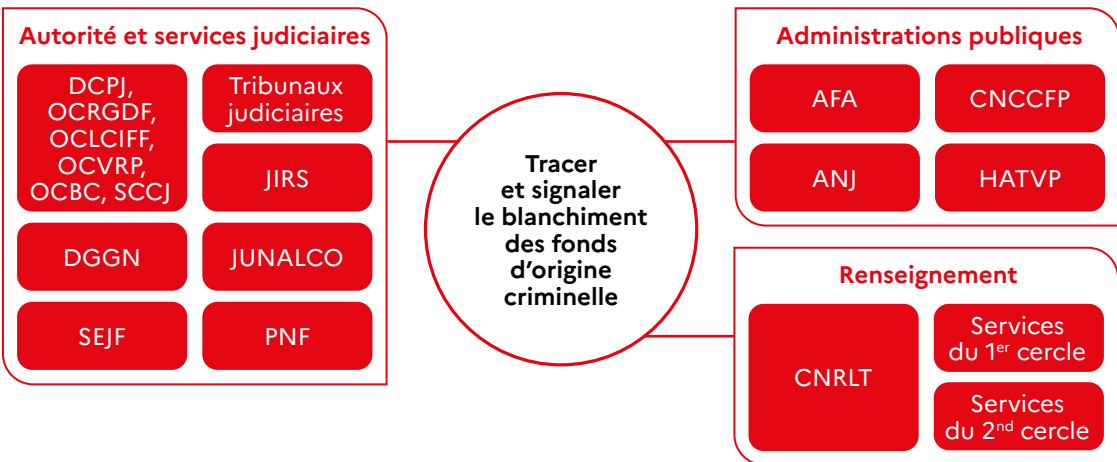 Autorité et services judiciaires
DCPJ,
OCRGDF,
OCLCIFF,
OCVRP,
OCBC, SCCJ
Tribunaux
judiciaires
JIRS
DGGN
JUNALCO
SEJF
PNF
Tracer
et signaler
le blanchiment
des fonds
d’origine
criminelle
Administrations publiques
AFA
CNCCFP
ANJ
HATVP
Renseignement
CNRLT
Services
du 1er cercle
Services
du 2nd cercle